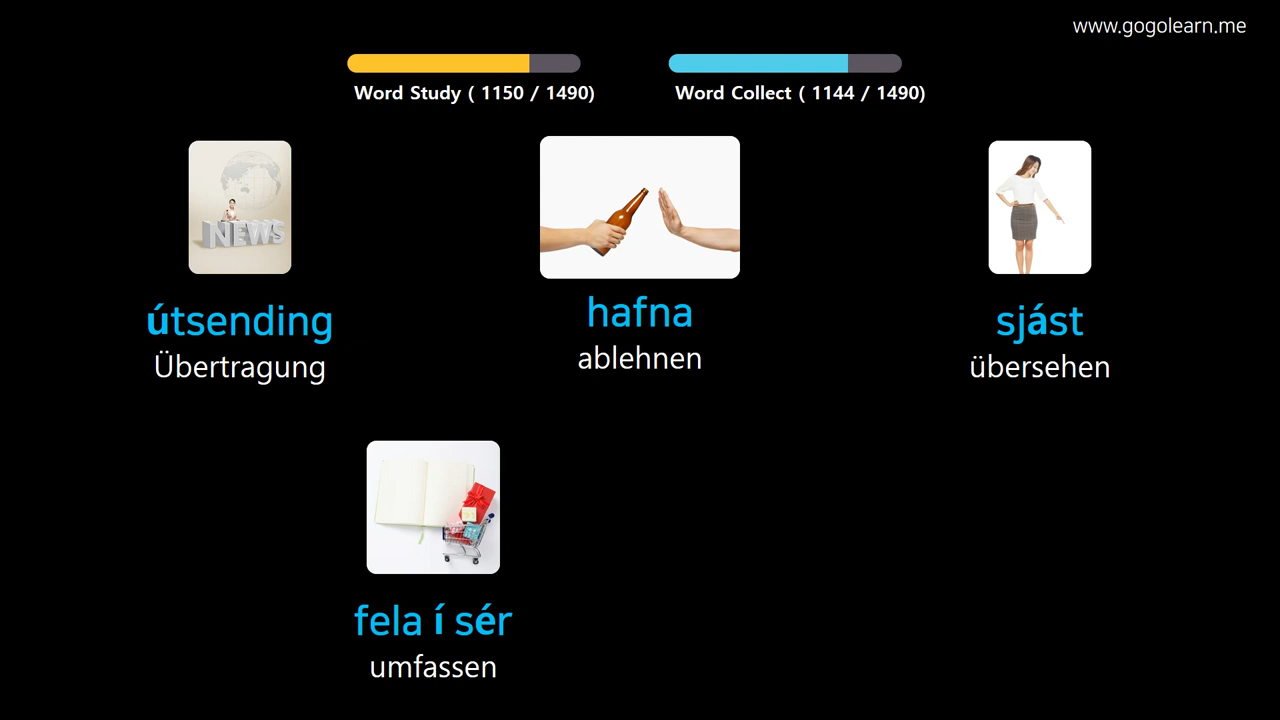 www.gogolearn.me
Word Study ( 1150 / 1490)
Word Collect ( 1144 / 1490)
NEWS
útsending
Übertragung
hafna
ablehnen
sjást
übersehen
fela í sér
umfassen